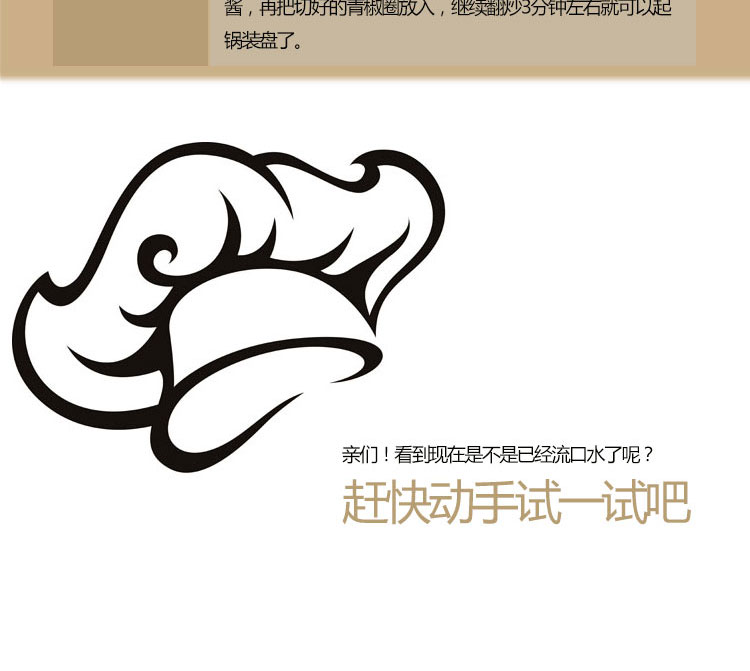 酱，再把切好的青椒圈放入，继续翻炒3分钟左右就可以起
锅装盘了。
亲们！看到现在是不是已经流口水了呢？
赶快动手试一试吧